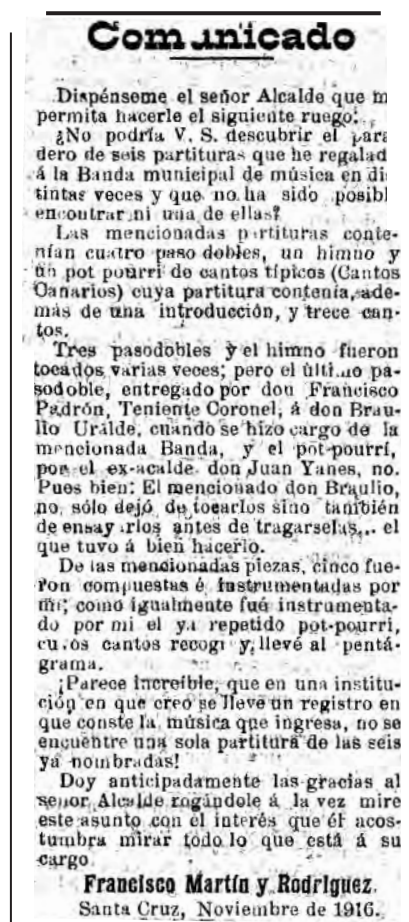 Comunicado
Dispénseme el señor Alcalde que m
permita hacerle el siguiente ruego:
¿No podría V. S. descubrir el para
dero de seis partituras que he regalad
á la Banda municipal de música en dis
tintas veces y que no ha sido posibl
encontrar ni una de ellas?
Las mencionadas partituras conte-
nían cuatro paso dobles, un himno y
un pot pourri de cantos típicos (Cantos
Canarios) cuya partitura contenía, ade-
más de una introducción, y trece can-
tos.
Tres pasodobles y el himno fueron
tocados varias veces; pero el último pa-
sodoble, entregado por don Francisco
Padrón, Teniente Coronel, á don Brau-
lio Uralde, cuando se hizo cargo de la
mencionada Banda, y el pot-pourrí,
por el ex-acalde don Juan Yanes, no.
Pues bien: El mencionado don Braulio,
no, sólo dejó de tocarlos sino también
de ensayarlos antes de tragarselas... el
que tuvo á bien hacerlo.
De las mencionadas piezas, cinco fue-
ron compuestas é instrumentadas por
mi; como igualmente fué instrumenta-
do por mi el ya repetido pot-pourri,
cuyos cantos recogí y llevé al pentá-
grama.
¡Parece increíble, que en una institu-
ción en que creo se lleve un registro en
que conste la música que ingresa, no se
encuentre una sola partitura de las seis
ya nombradas!
Doy anticipadamente las gracias al
señor Alcalde rogándole á la vez mire
este asunto con el interés que él acos-
tumbra mirar todo lo que está á su
cargo.
Francisco Martín y Rodríguez.
Santa Cruz, Noviembre de 1916.